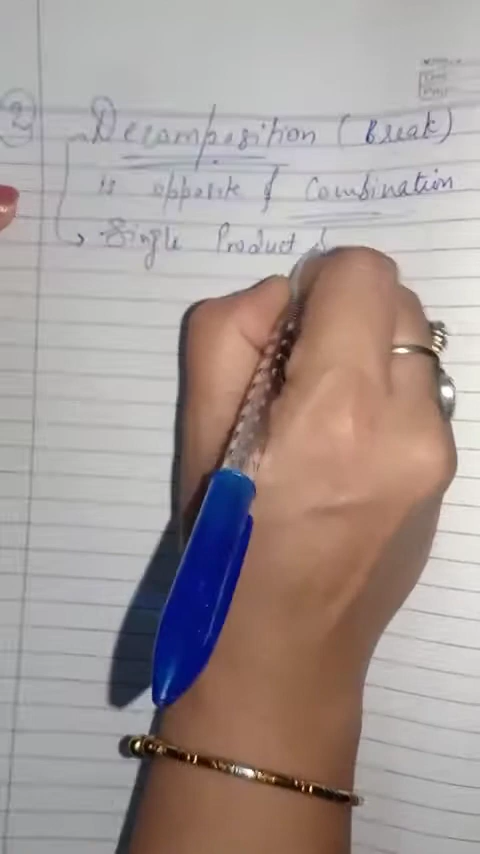 ② Decomposition (Break)
is opposite of Combination
→ Single Product